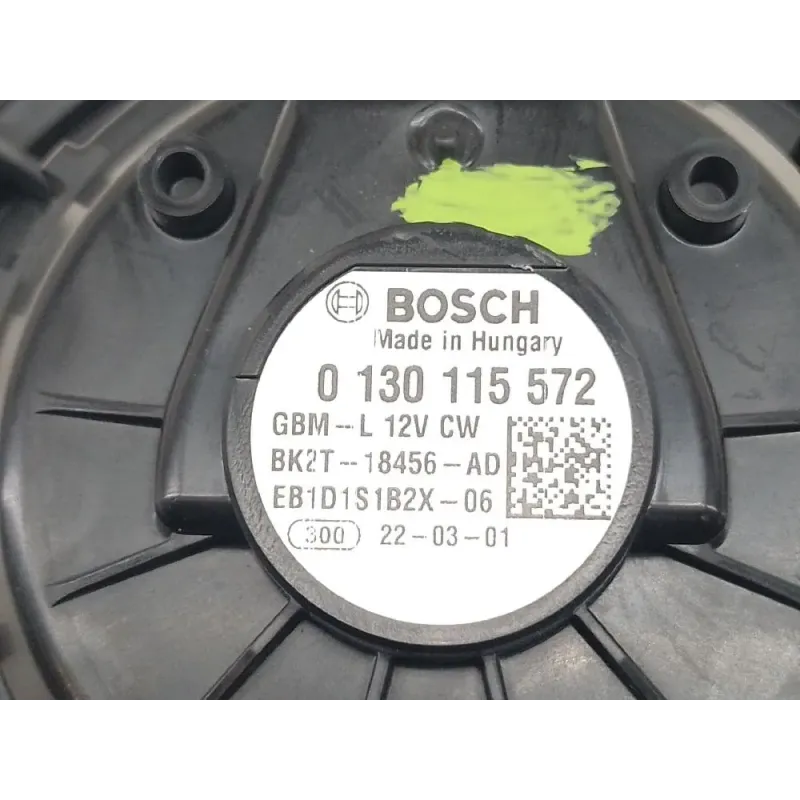 BOSCH
Made in Hungary
0 130 115 572
GBM-L 12V CW
BK2T-18456-AD
EB1D1S1B2X-06
300 22-03-01